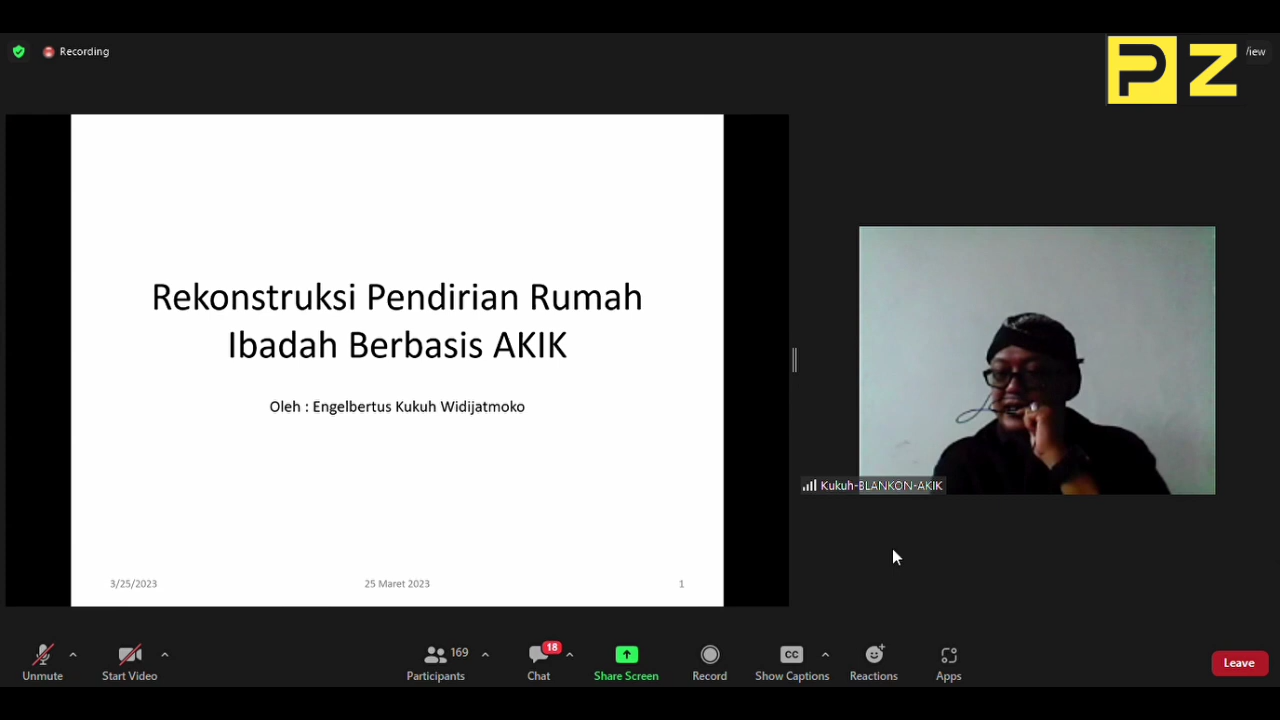 Recording
PZ
View
Rekonstruksi Pendirian Rumah
Ibadah Berbasis AKIK
Oleh : Engelbertus Kukuh Widijatmoko
3/25/2023
25 Maret 2023
1
Kukuh-BLANKON-AKIK
169
18
CC
Unmute
Start Video
Participants
Chat
Share Screen
Record
Show Captions
Reactions
Apps
Leave